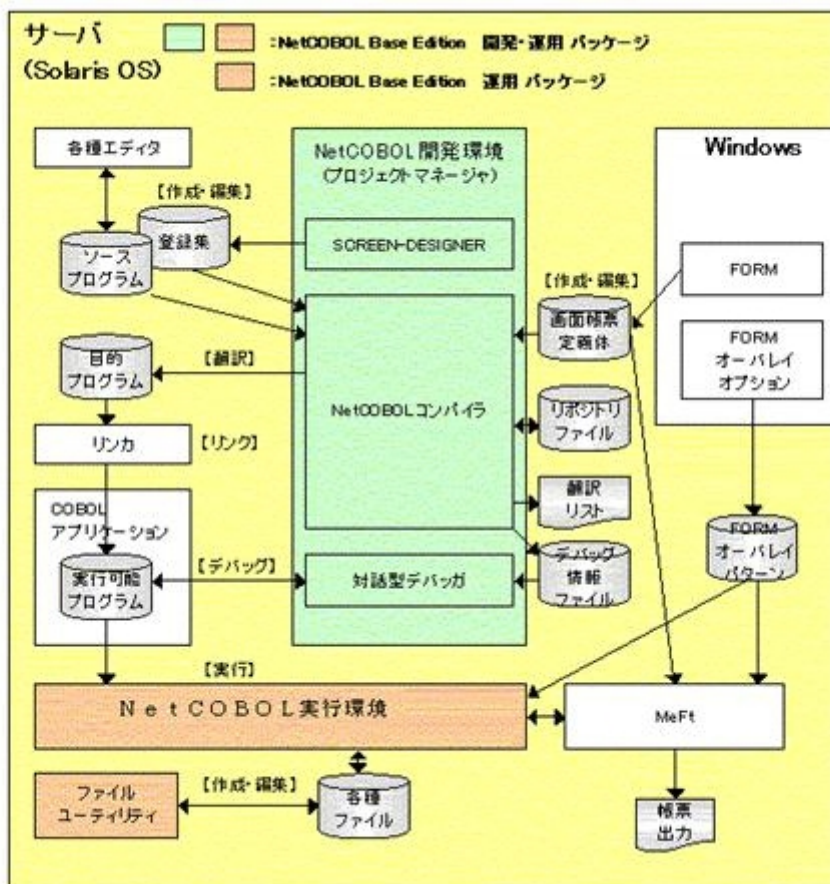 サーバ
(Solaris OS)
:NetCOBOL Base Edition 開発・運用 パッケージ
:NetCOBOL Base Edition 運用 パッケージ
各種エディタ
NetCOBOL開発環境
(プロジェクトマネージャ)
Windows
【作成・編集】
登録集
ソース
プログラム
SCREEN-DESIGNER
FORM
【作成・編集】
画面帳票
定義体
FORM
オーバレイ
オプション
目的
プログラム
【翻訳】
NetCOBOLコンパイラ
リポジトリ
ファイル
リンカ
【リンク】
翻訳
リスト
COBOL
アプリケーション
FORM
オーバレイ
パターン
実行可能
プログラム
【デバッグ】
対話型デバッガ
デバッグ
情報
ファイル
【実行】
NetCOBOL実行環境
MeFt
ファイル
ユーティリティ
【作成・編集】
各種
ファイル
帳票
出力